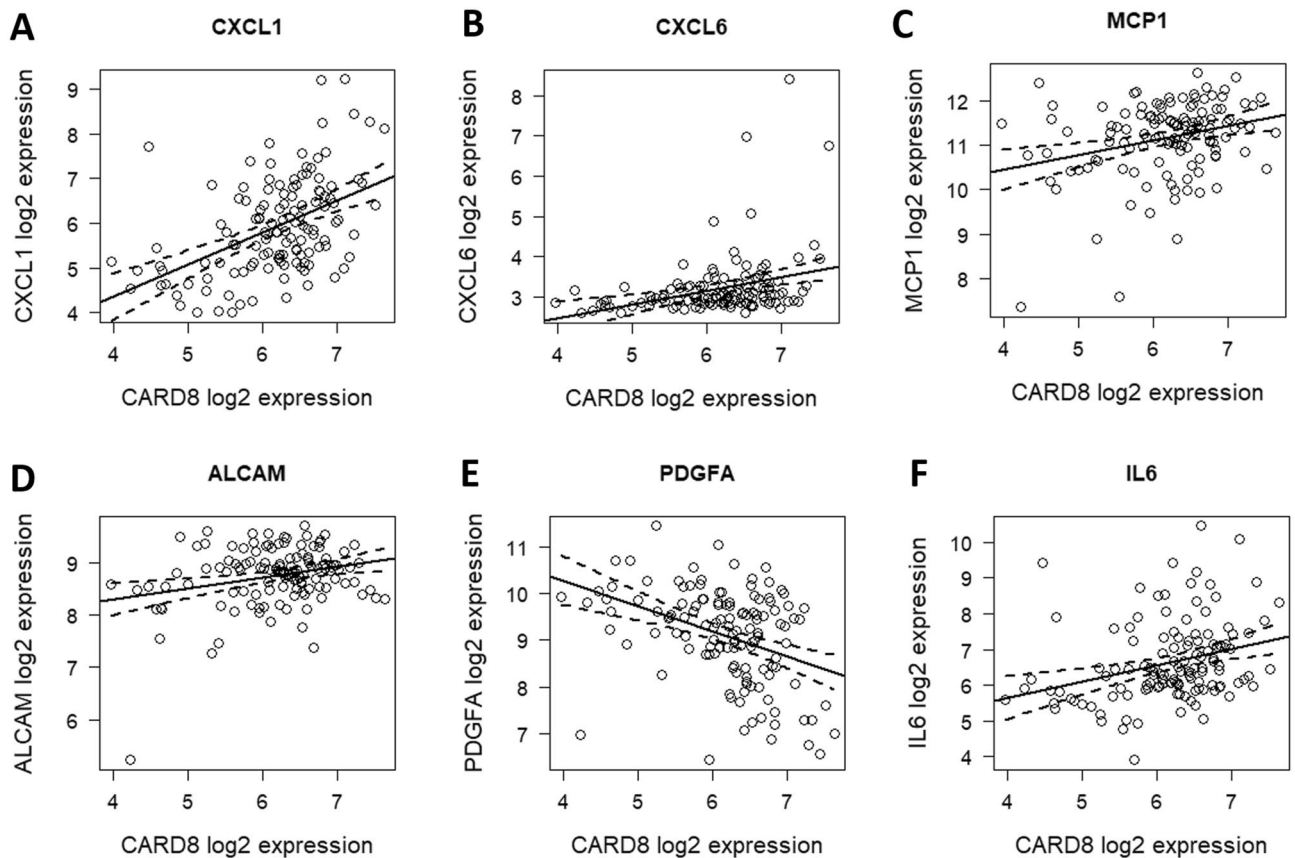 A
CXCL1
CXCL1 log2 expression
9
8
7
6
5
4
4 5 6 7
CARD8 log2 expression
B
CXCL6
CXCL6 log2 expression
8
7
6
5
4
3
4 5 6 7
CARD8 log2 expression
C
MCP1
MCP1 log2 expression
12
11
10
9
8
4 5 6 7
CARD8 log2 expression
D
ALCAM
ALCAM log2 expression
9
8
7
6
4 5 6 7
CARD8 log2 expression
E
PDGFA
PDGFA log2 expression
11
10
9
8
7
4 5 6 7
CARD8 log2 expression
F
IL6
IL6 log2 expression
10
9
8
7
6
5
4
4 5 6 7
CARD8 log2 expression